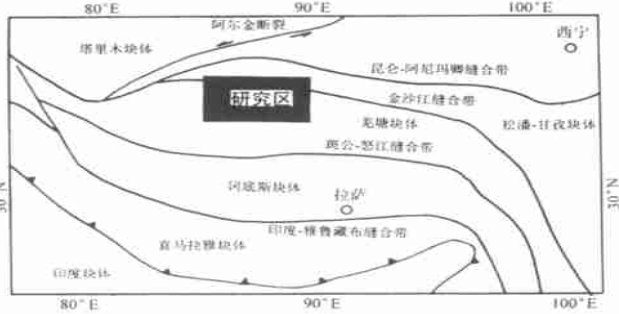 80°E 90°E 100°E
阿尔金断裂
西宁
塔里木块体
昆仑-阿尼玛卿缝合带
研究区
金沙江缝合带
羌塘块体
松潘-甘孜块体
班公-怒江缝合带
冈底斯块体
拉萨
30°N
30°N
印度-雅鲁藏布缝合带
喜马拉雅块体
印度块体
80°E 90°E 100°E